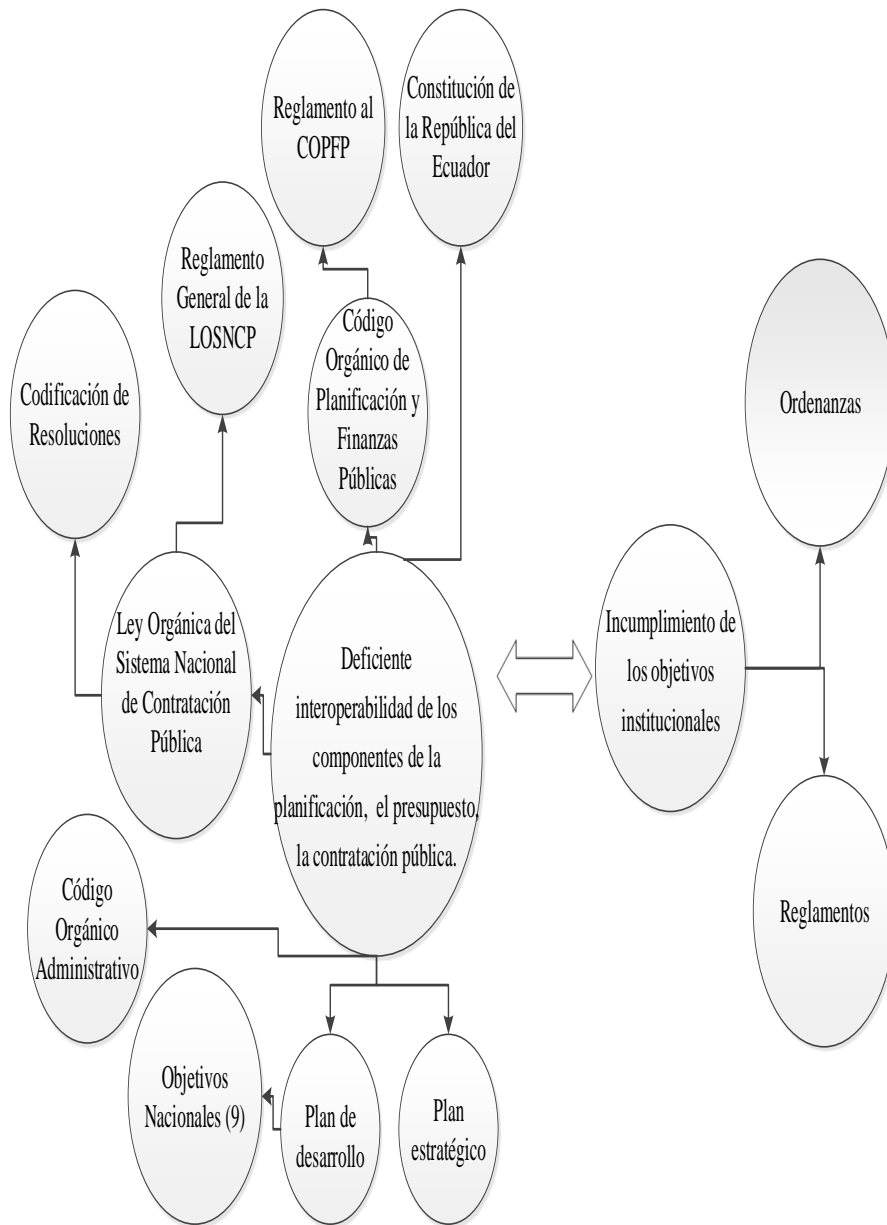 Reglamento al
COPFP
Constitución de
la República del
Ecuador
Reglamento
General de la
LOSNCP
Codificación de
Resoluciones
Código
Orgánico de
Planificación y
Finanzas
Públicas
Ordenanzas
Ley Orgánica del
Sistema Nacional
de Contratación
Pública
Deficiente
interoperabilidad de los
componentes de la
planificación, el presupuesto,
la contratación pública.
Incumplimiento de
los objetivos
institucionales
Reglamentos
Código
Orgánico
Administrativo
Objetivos
Nacionales (9)
Plan de
desarrollo
Plan
estratégico